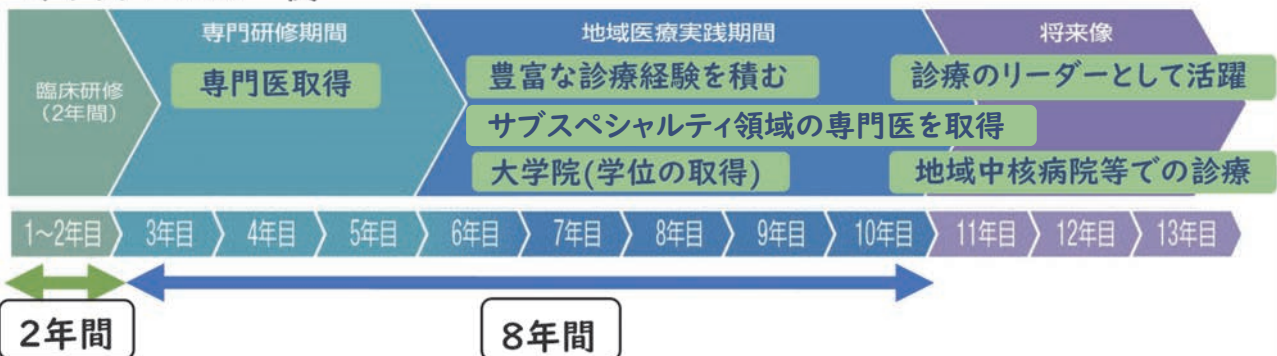 専門研修期間
地域医療実践期間
将来像
臨床研修
(2年間)
専門医取得
豊富な診療経験を積む
診療のリーダーとして活躍
サブスペシャルティ領域の専門医を取得
大学院(学位の取得)
地域中核病院等での診療
1〜2年目
3年目
4年目
5年目
6年目
7年目
8年目
9年目
10年目
11年目
12年目
13年目
2年間
8年間